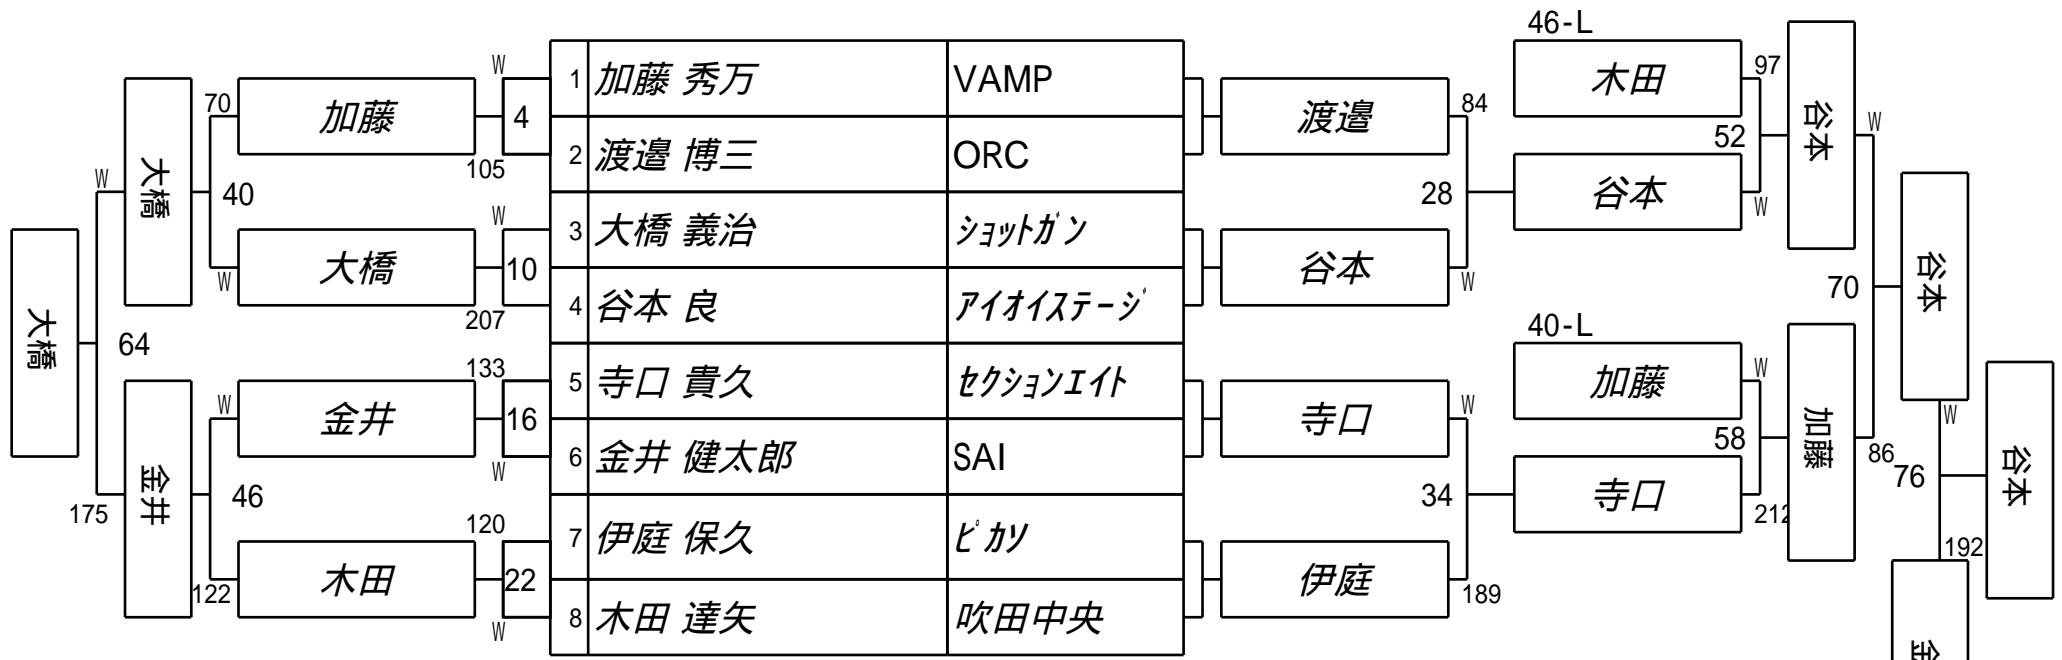 46-L
W
1 加藤 秀万 VAMP
木田
97
70
加藤
4
渡邉
84
谷本
W
大橋
W
105
2 渡邉 博三 ORC
52
40
W
3 大橋 義治 ショットガン
28
谷本
W
谷本
大橋
W
大橋
10
谷本
W
70
207
4 谷本 良 アイオイステージ
40-L
64
133
5 寺口 貴久 セクションエイト
加藤
W
谷本
W
金井
16
寺口
W
加藤
W
W
6 金井 健太郎 SAI
58
86
76
金井
46
34
寺口
212
175
120
7 伊庭 保久 ピカソ
192
122
木田
22
伊庭
189
W
8 木田 達矢 吹田中央
金